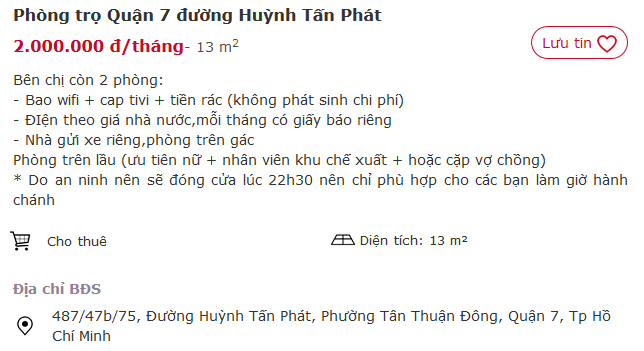 Phòng trọ Quận 7 đường Huỳnh Tấn Phát
2.000.000 đ/tháng- 13 m²
Lưu tin
Bên chị còn 2 phòng:
- Bao wifi + cap tivi + tiền rác (không phát sinh chi phí)
- ĐIện theo giá nhà nước,mỗi tháng có giấy báo riêng
- Nhà gửi xe riêng,phòng trên gác
Phòng trên lầu (ưu tiên nữ + nhân viên khu chế xuất + hoặc cặp vợ chồng)
* Do an ninh nên sẽ đóng cửa lúc 22h30 nên chỉ phù hợp cho các bạn làm giờ hành
chánh
Cho thuê
Diện tích: 13 m²
Địa chỉ BĐS
487/47b/75, Đường Huỳnh Tấn Phát, Phường Tân Thuận Đông, Quận 7, Tp Hồ
Chí Minh